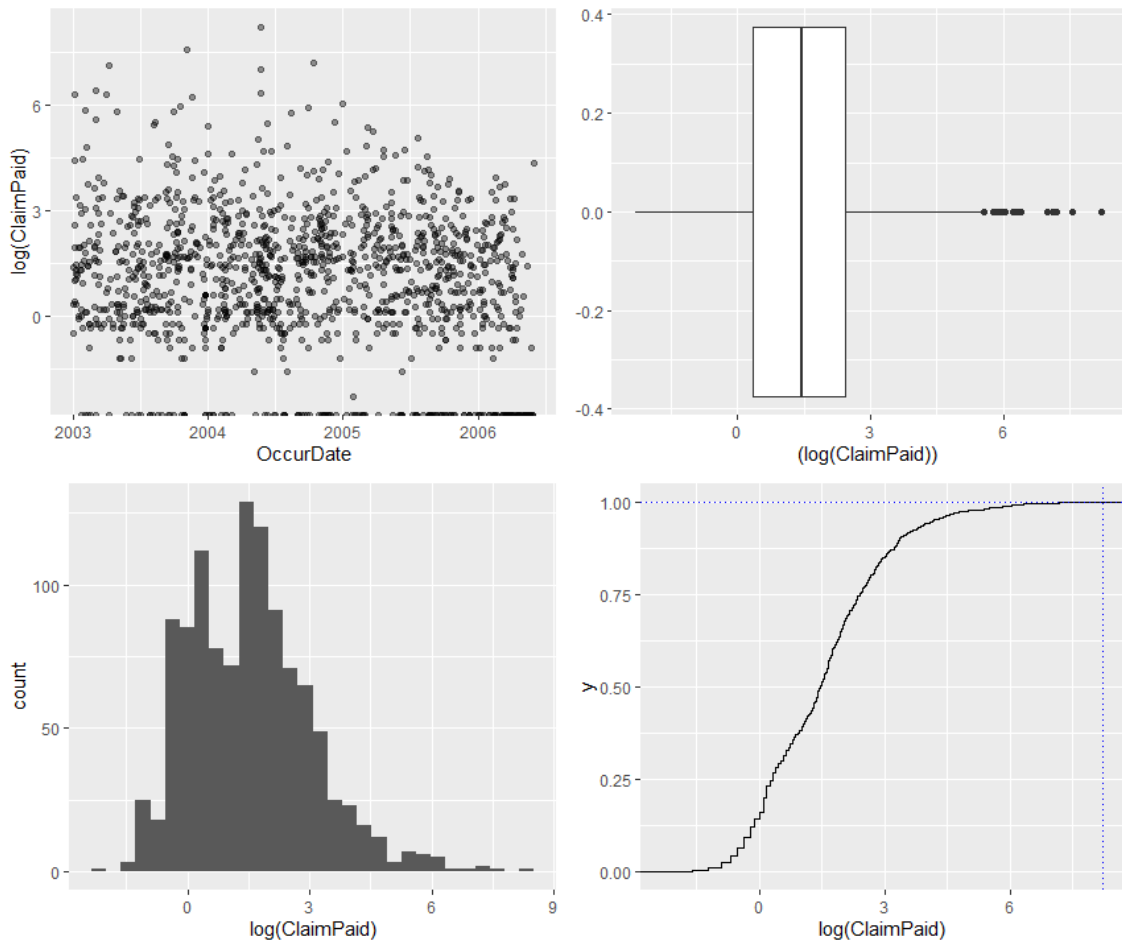 6
3
0
log(ClaimPaid)
2003 2004 2005 2006
OccurDate
0.4
0.2
0.0
-0.2
-0.4
0 3 6
(log(ClaimPaid))
100
50
0
count
0 3 6 9
log(ClaimPaid)
1.00
0.75
0.50
0.25
0.00
y
0 3 6
log(ClaimPaid)